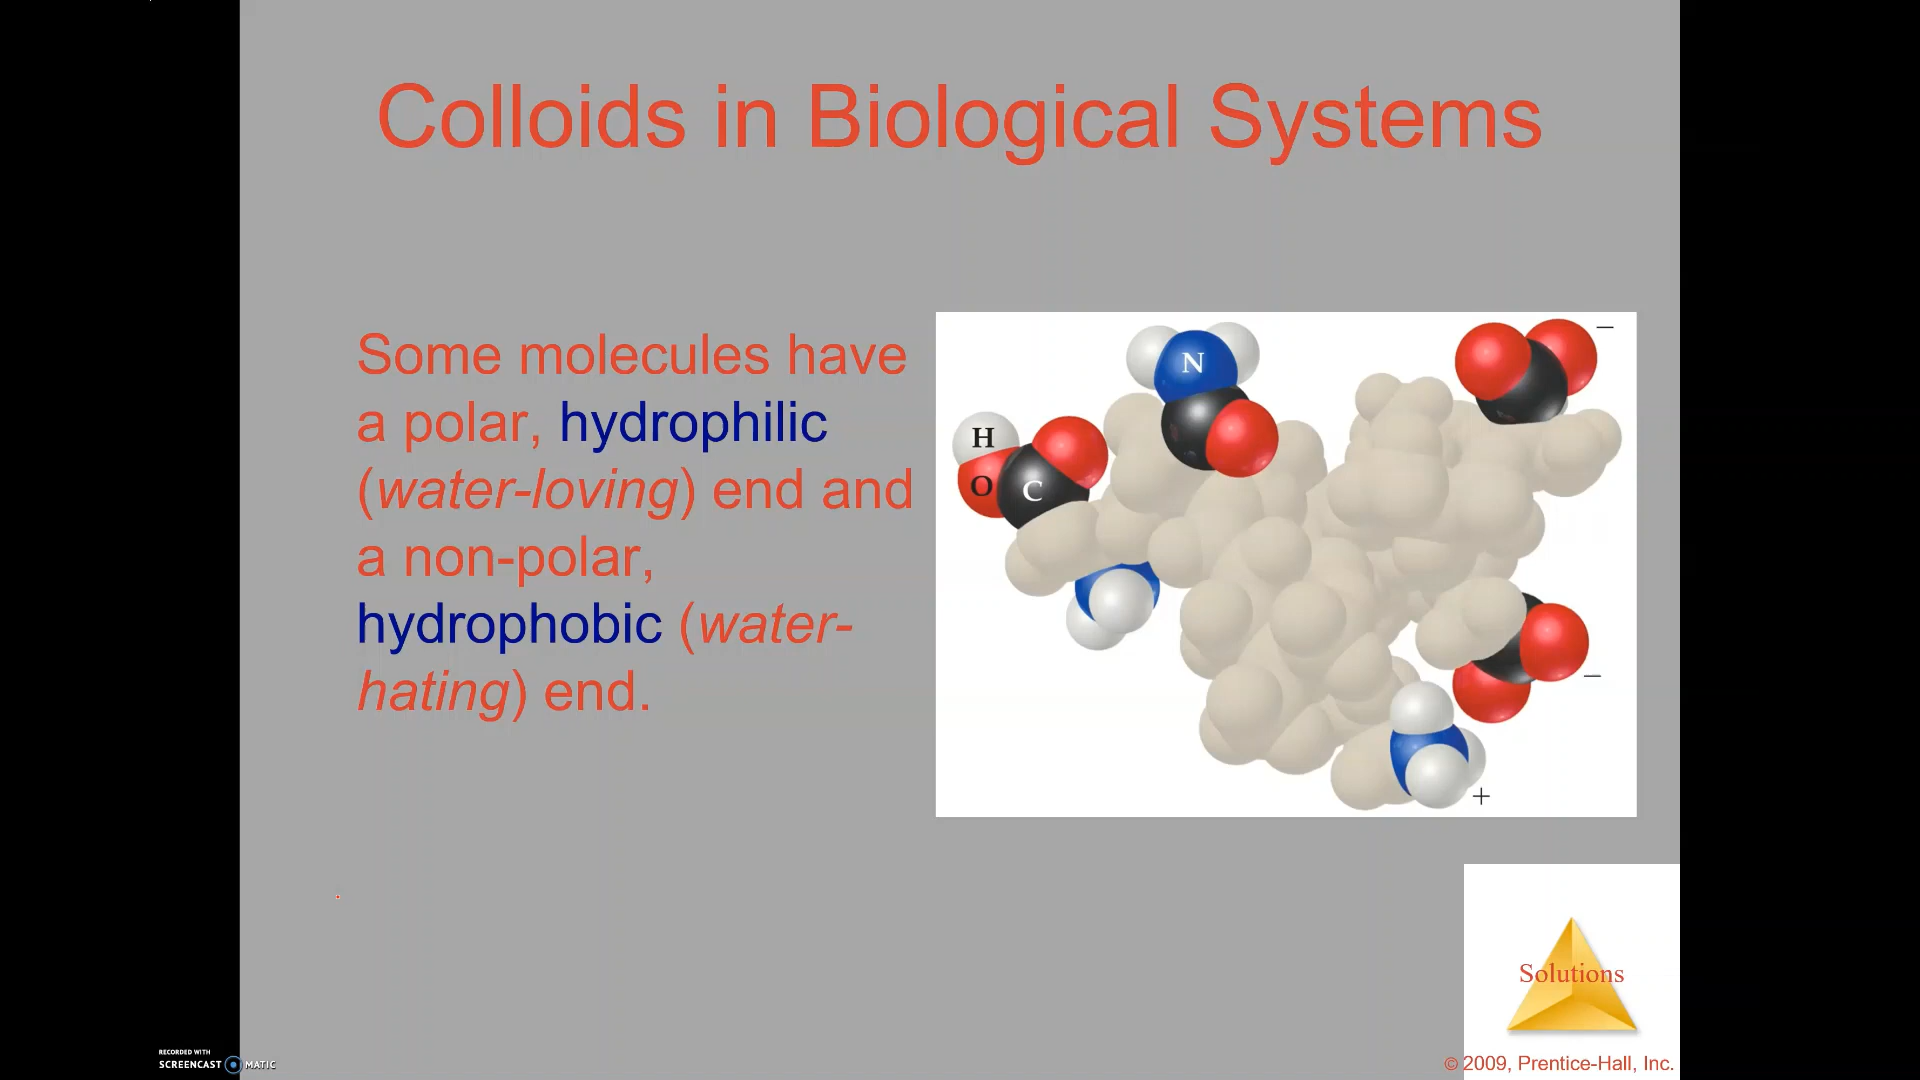 Colloids in Biological Systems
Some molecules have
a polar, hydrophilic
(water-loving) end and
a non-polar,
hydrophobic (water-
hating) end.
N
H
O
C
−
−
+
Solutions
© 2009, Prentice-Hall, Inc.
RECORDED WITH
SCREENCAST MATIC